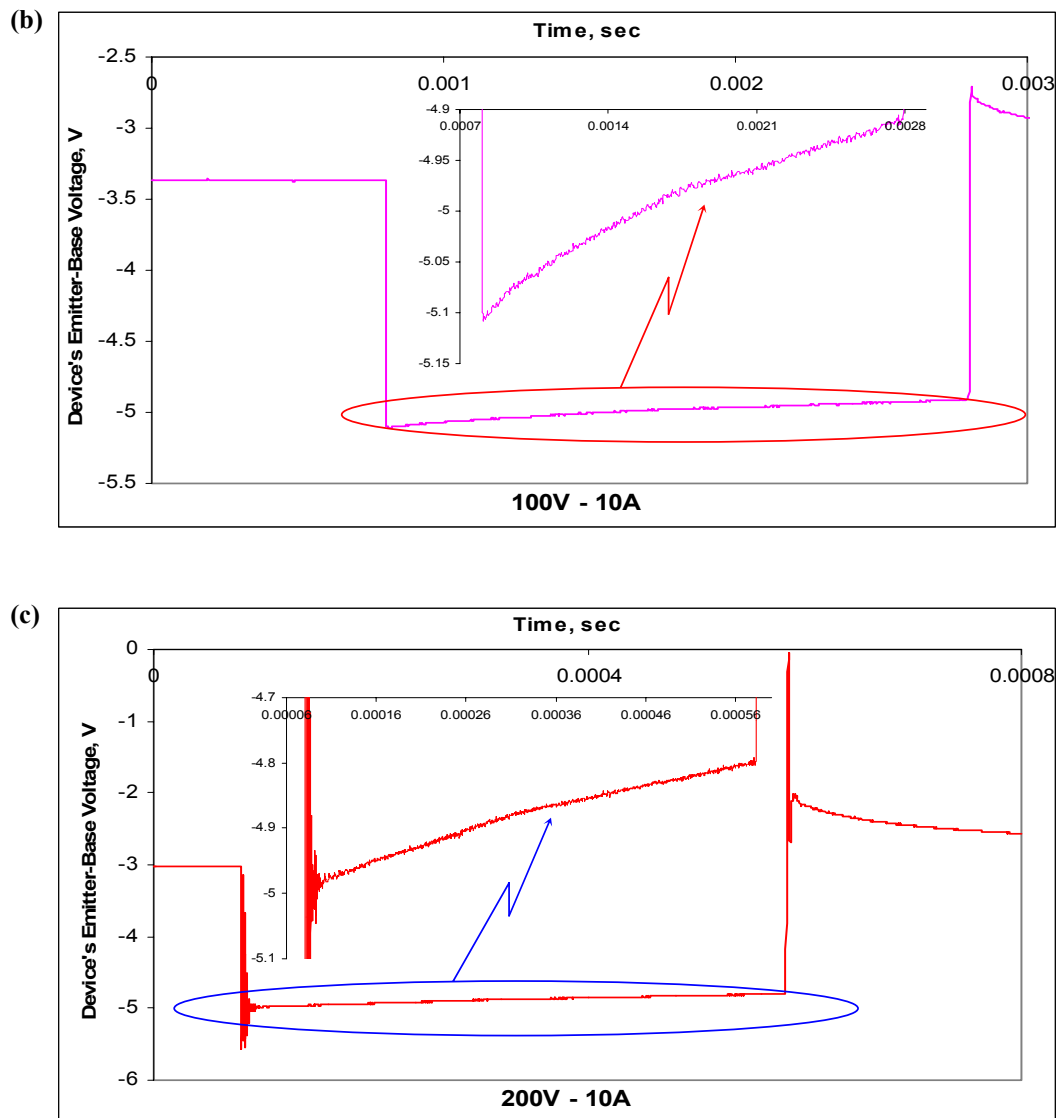 (b)
Time, sec
-2.5
0 0.001 0.002 0.003
-4.9
0.0007 0.0014 0.0021 0.0028
-3
-4.95
-3.5
-5
-4
-5.05
-4.5
-5.1
-5.15
-5
-5.5
Device's Emitter-Base Voltage, V
100V - 10A
(c)
Time, sec
0
0 0.0004 0.0008
-4.7
0.00006 0.00016 0.00026 0.00036 0.00046 0.00056
-1
-4.8
-2
-4.9
-3
-5
-4
-5.1
-5
-6
Device's Emitter-Base Voltage, V
200V - 10A